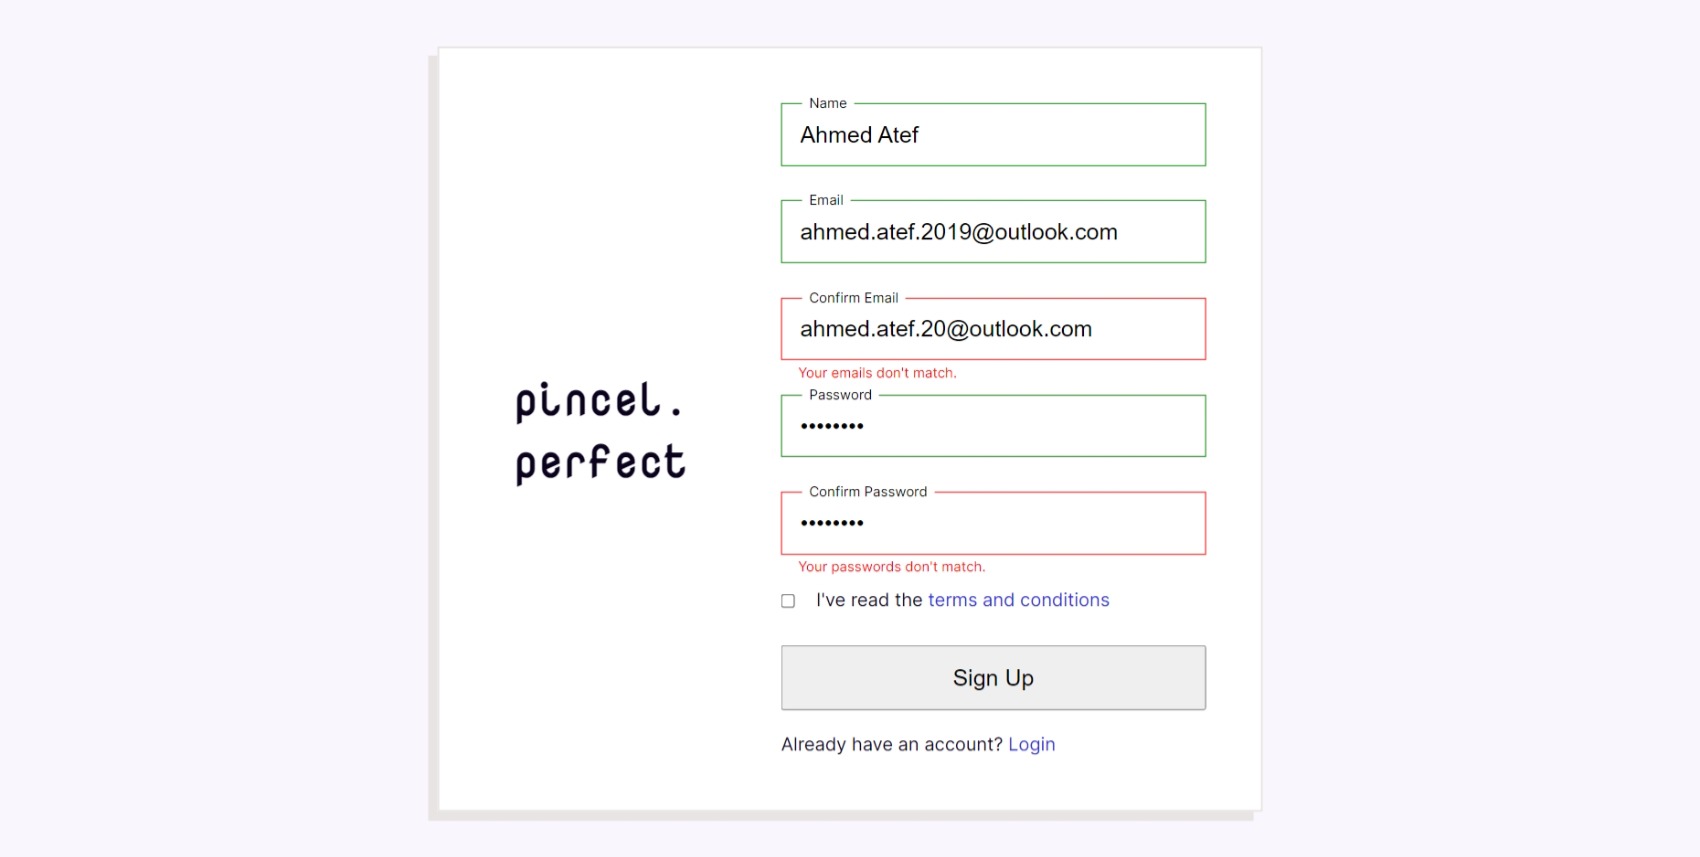 pincel.
perfect
Name
Ahmed Atef
Email
ahmed.atef.2019@outlook.com
Confirm Email
ahmed.atef.20@outlook.com
Your emails don't match.
Password
••••••••
Confirm Password
••••••••
Your passwords don't match.
I've read the terms and conditions
Sign Up
Already have an account? Login